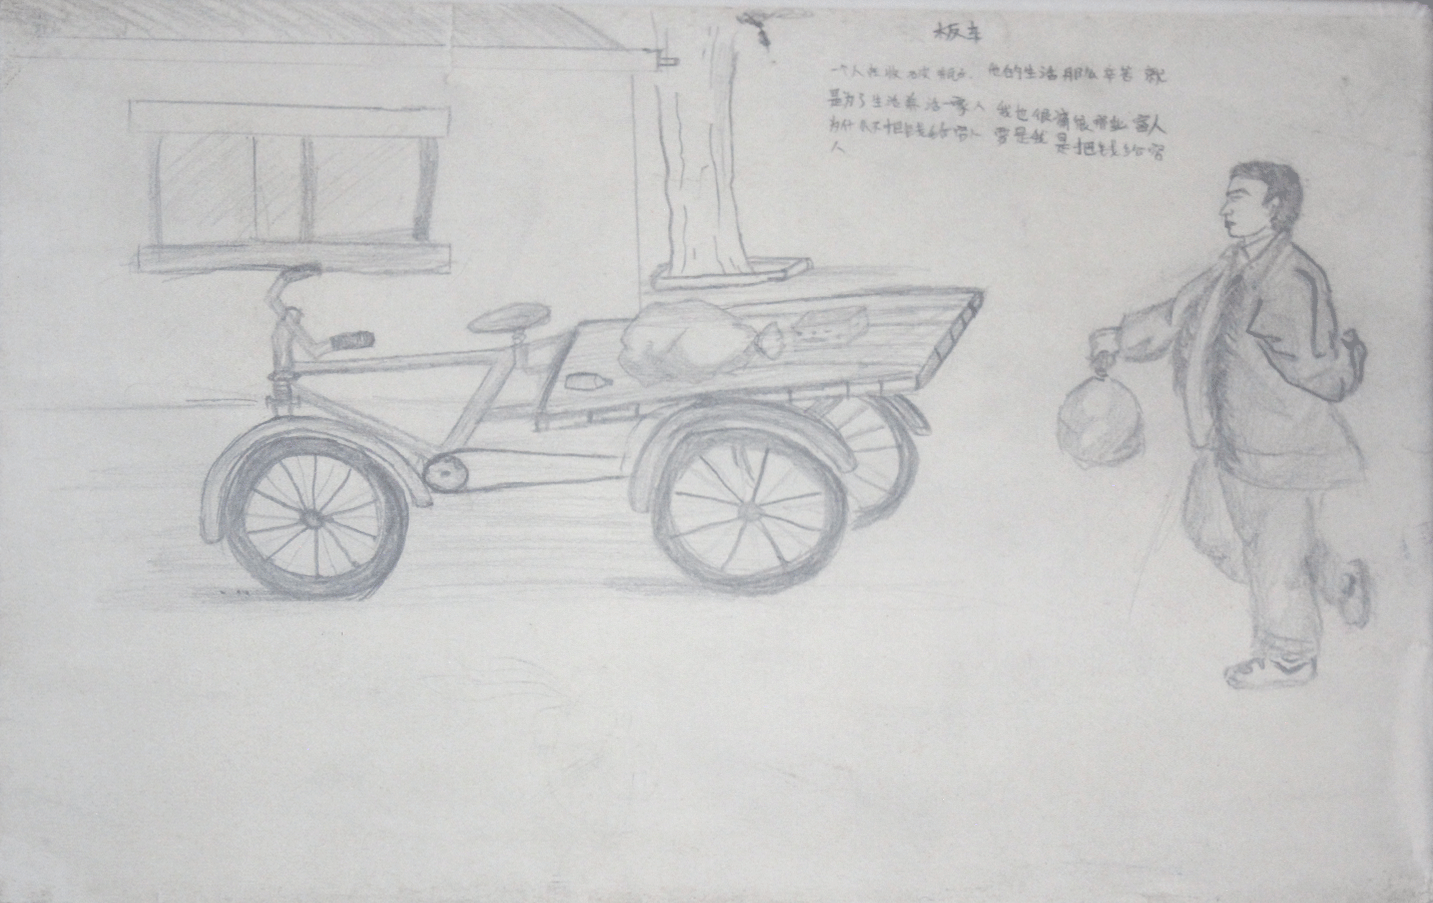 板车
一个人在收破烂. 他的生活那么辛苦 就
是为了生活养活一家人 我也很痛恨那些富人
为什么不把钱给穷人 要是我 是把钱给穷
人